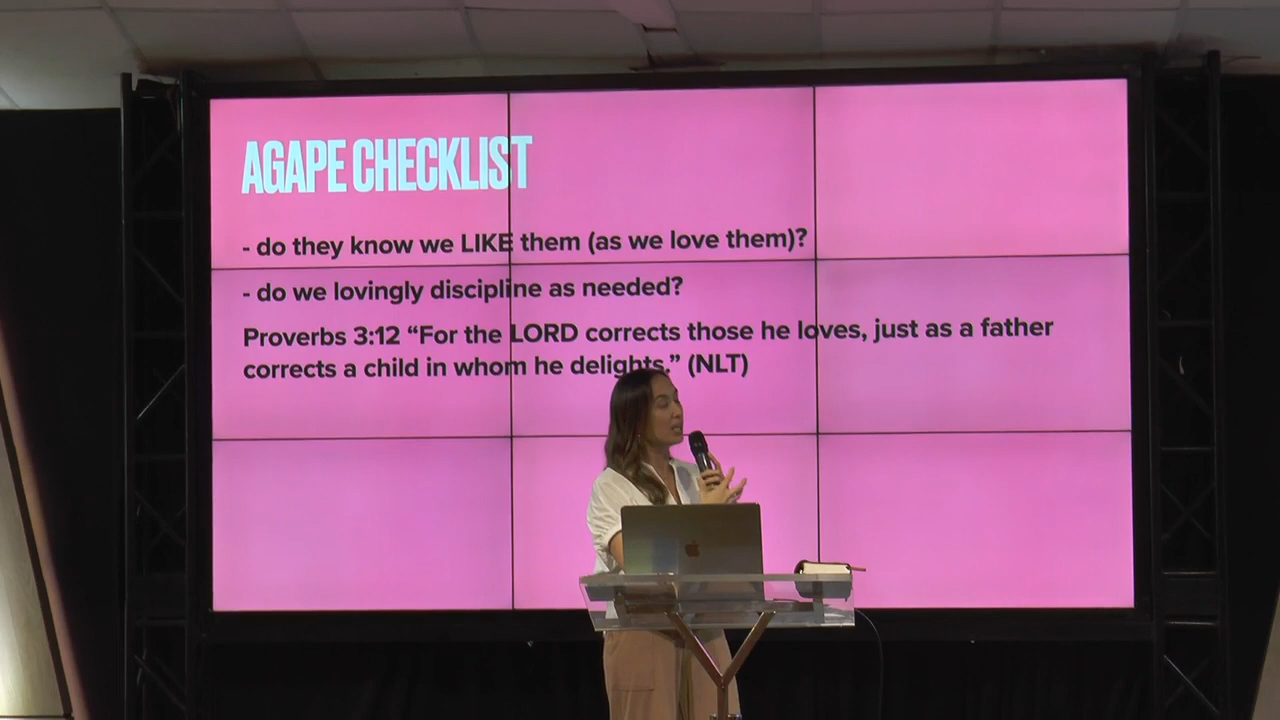 AGAPE CHECKLIST
- do they know we LIKE them (as we love them)?
- do we lovingly discipline as needed?
Proverbs 3:12 “For the LORD corrects those he loves, just as a father
corrects a child in whom he delights.” (NLT)